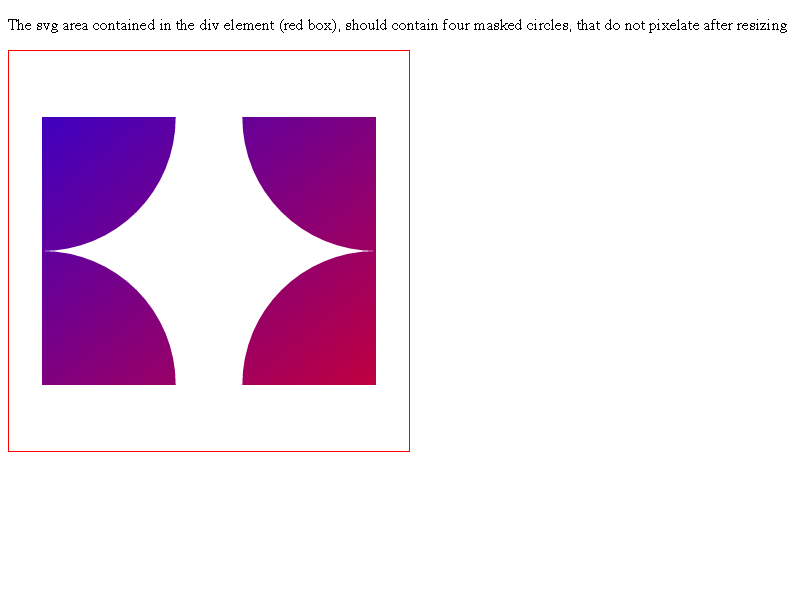 The svg area contained in the div element (red box), should contain four masked circles, that do not pixelate after resizing